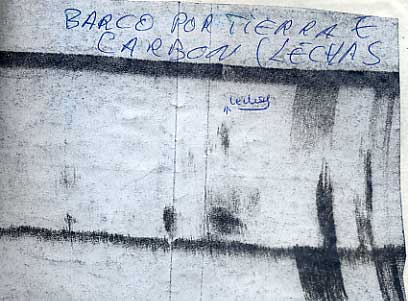 BARCO POR TIERRA E
CARBON (LECHAS